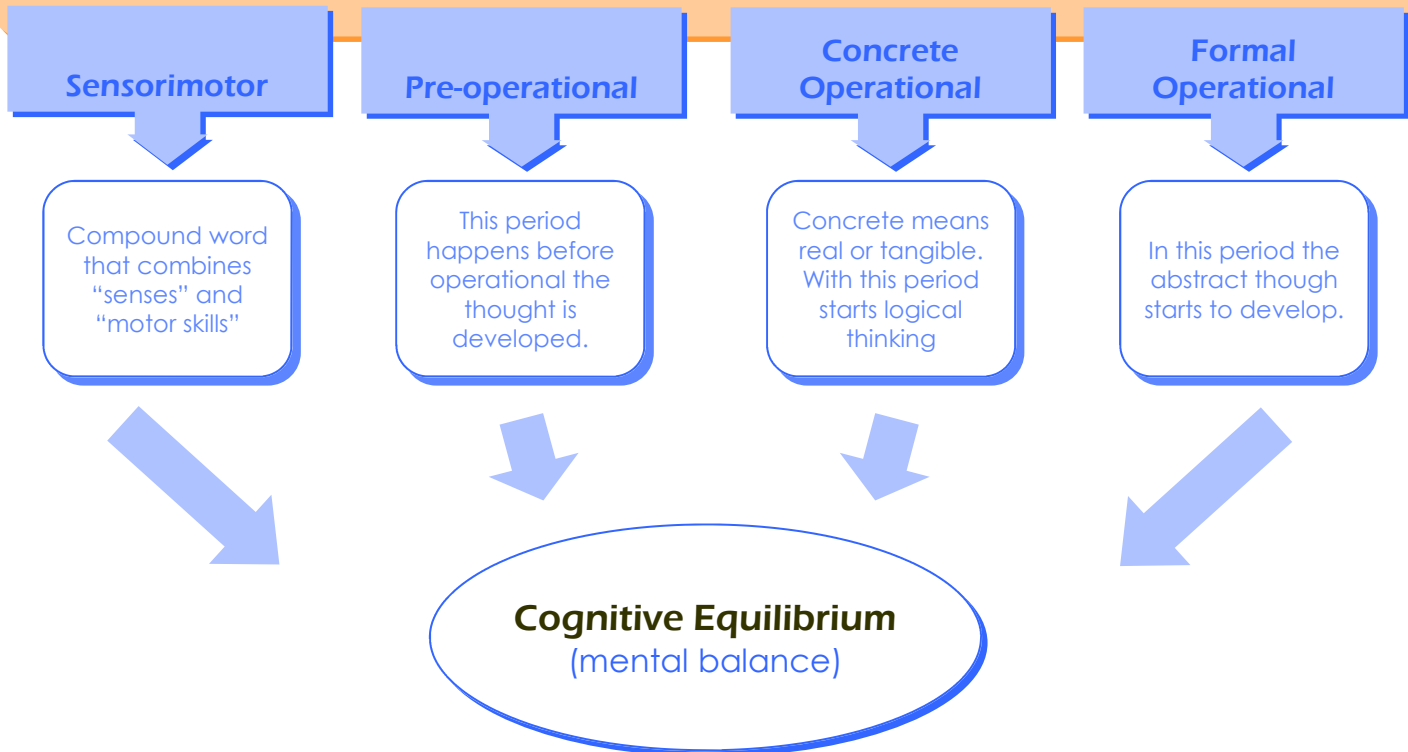 Sensorimotor
Pre-operational
Concrete
Operational
Formal
Operational
Compound word
that combines
“senses” and
“motor skills”
This period
happens before
operational the
thought is
developed.
Concrete means
real or tangible.
With this period
starts logical
thinking
In this period the
abstract though
starts to develop.
Cognitive Equilibrium
(mental balance)